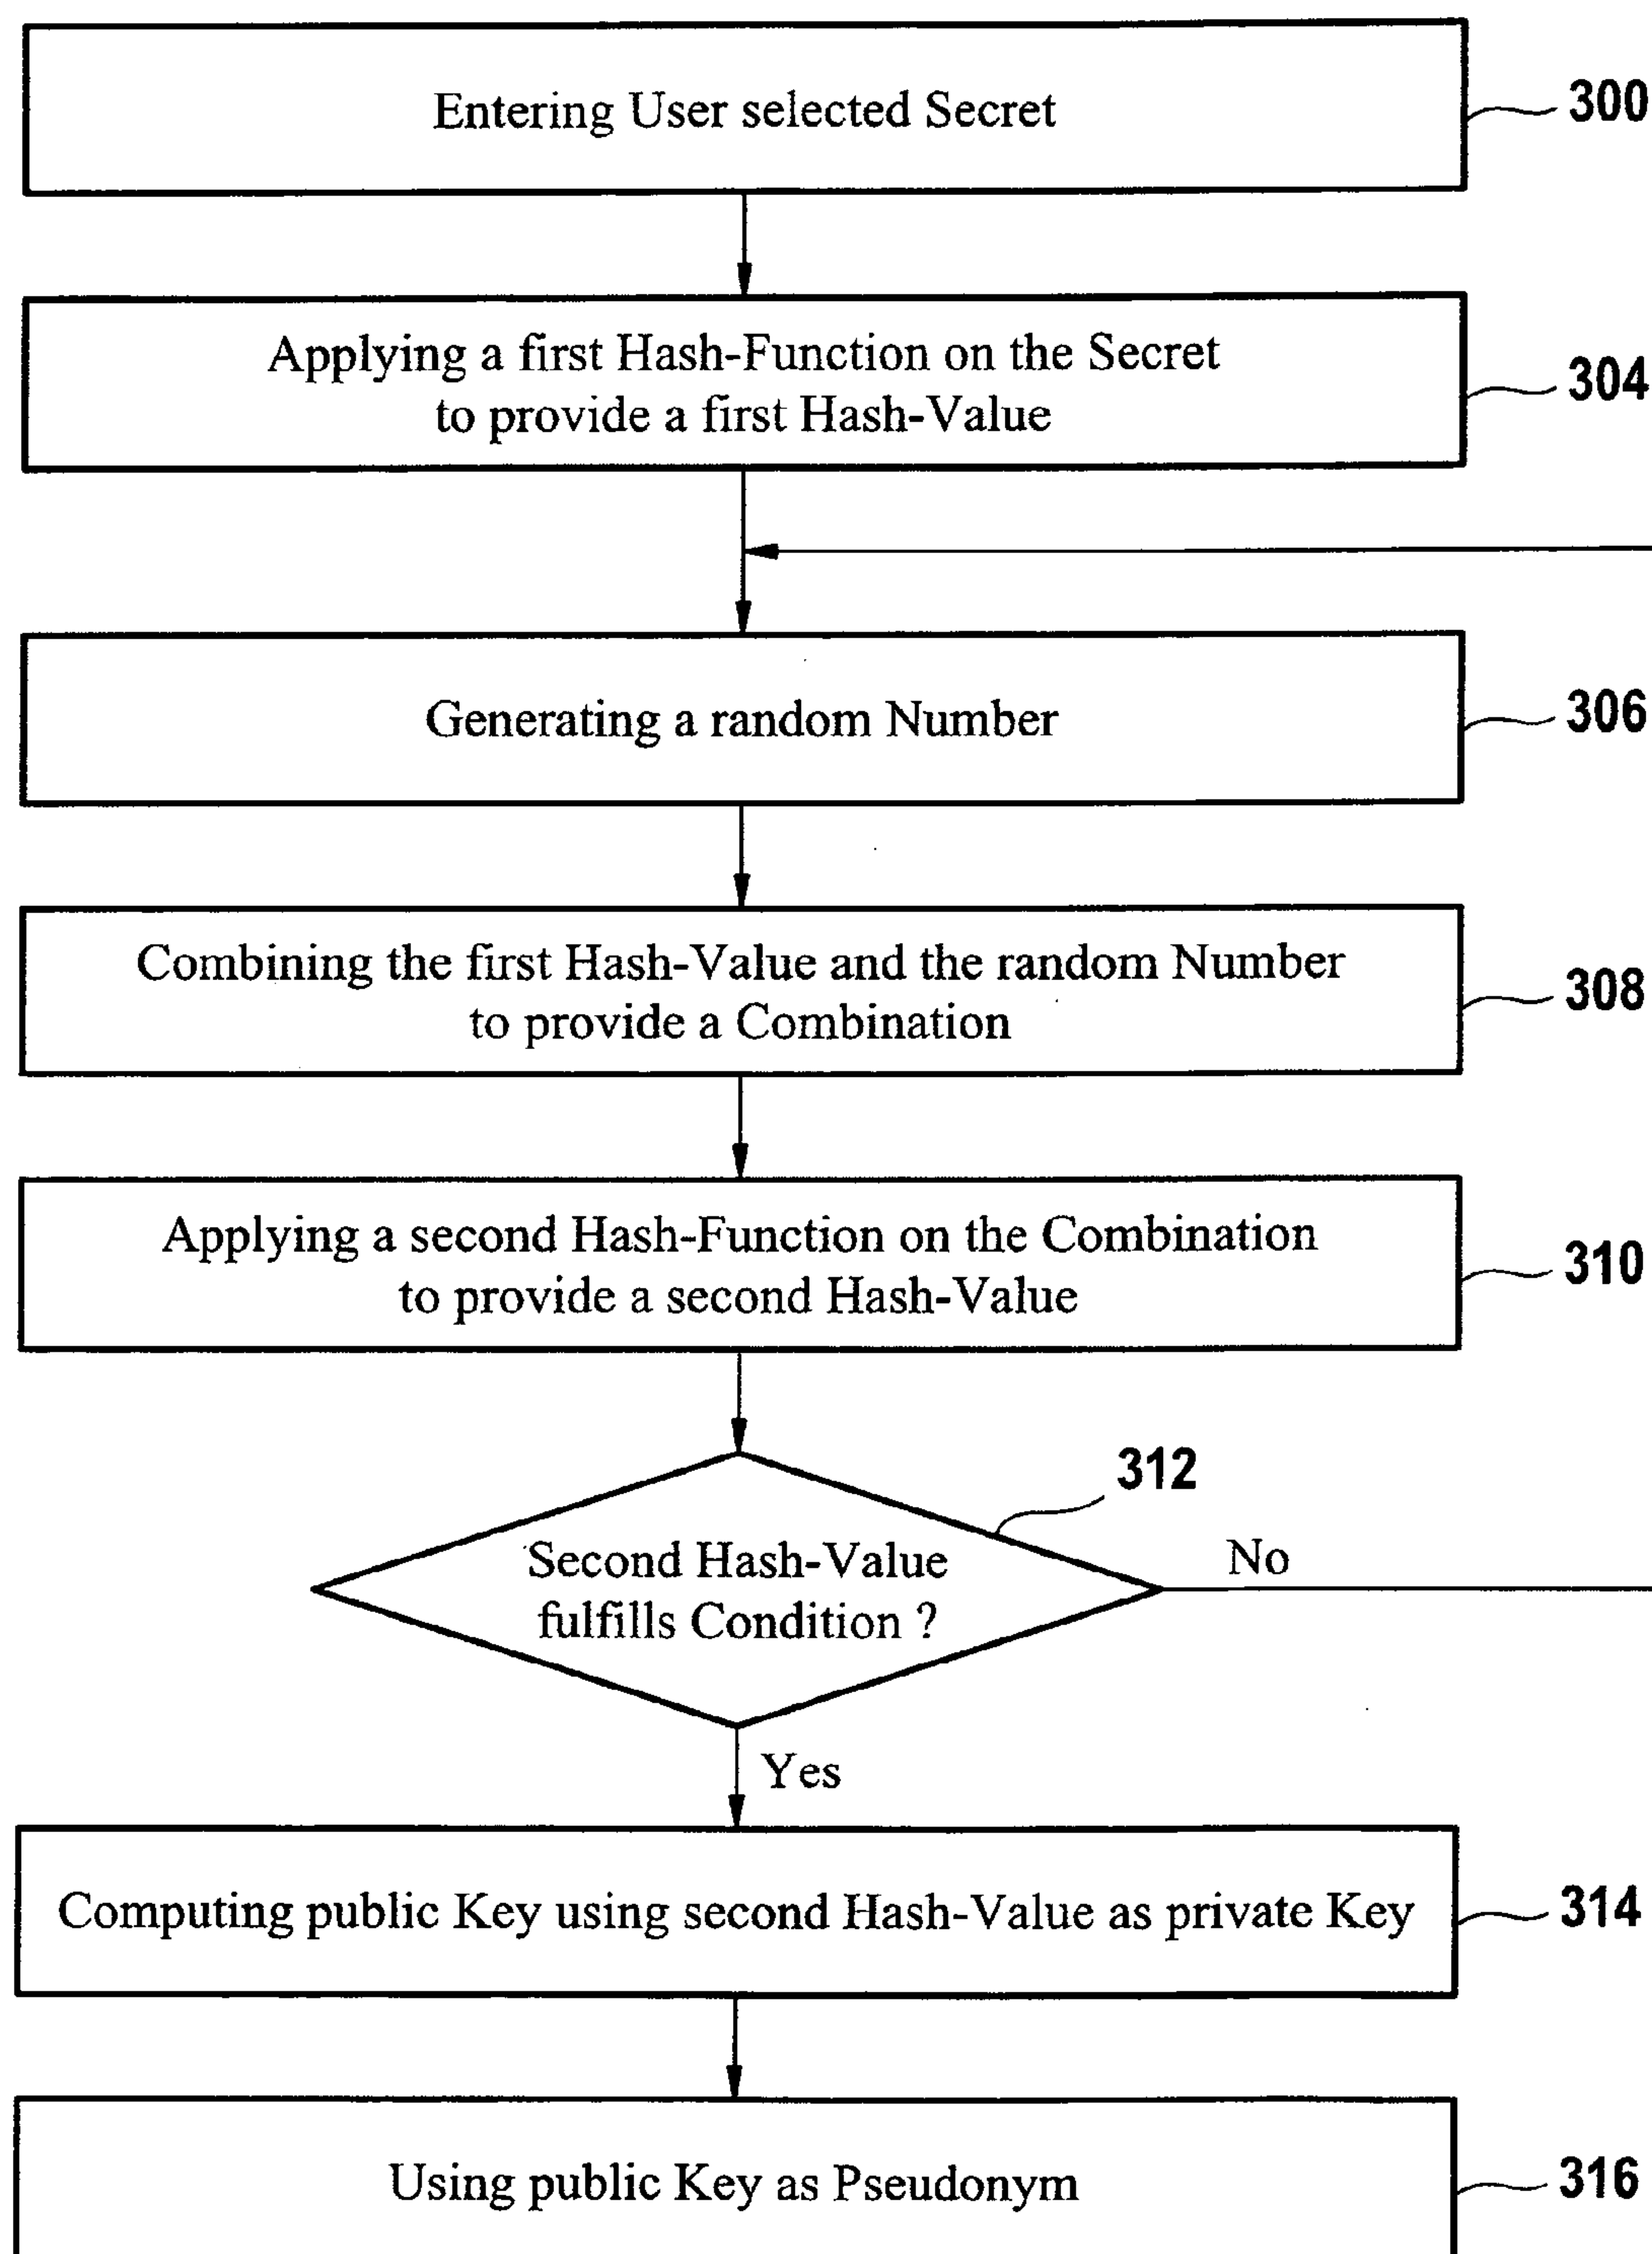 Entering User selected Secret
300
Applying a first Hash-Function on the Secret
to provide a first Hash-Value
304
Generating a random Number
306
Combining the first Hash-Value and the random Number
to provide a Combination
308
Applying a second Hash-Function on the Combination
to provide a second Hash-Value
310
312
Second Hash-Value
fulfills Condition ?
No
Yes
Computing public Key using second Hash-Value as private Key
314
Using public Key as Pseudonym
316